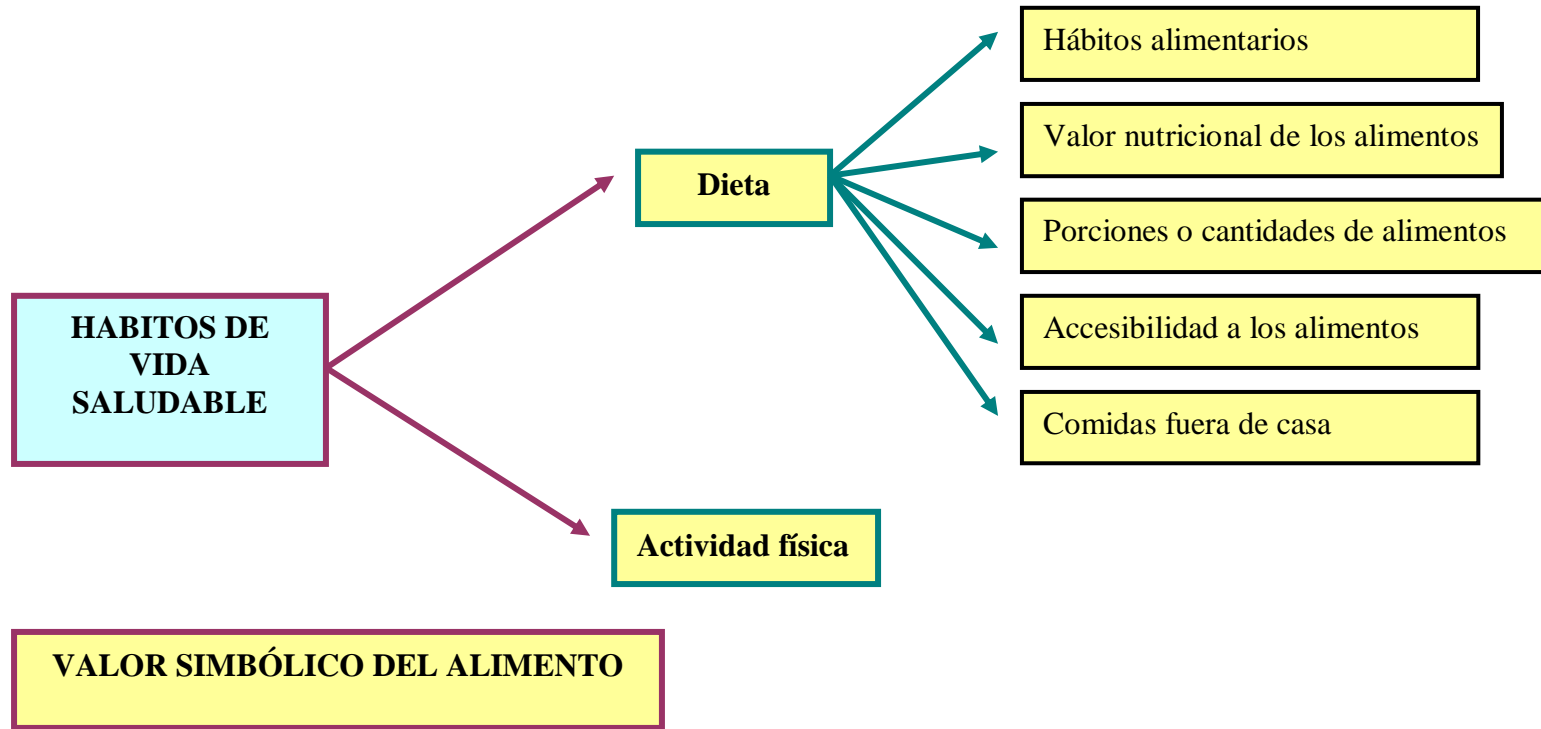 Hábitos alimentarios
Valor nutricional de los alimentos
Dieta
Porciones o cantidades de alimentos
HABITOS DE
VIDA
SALUDABLE
Accesibilidad a los alimentos
Comidas fuera de casa
Actividad física
VALOR SIMBÓLICO DEL ALIMENTO